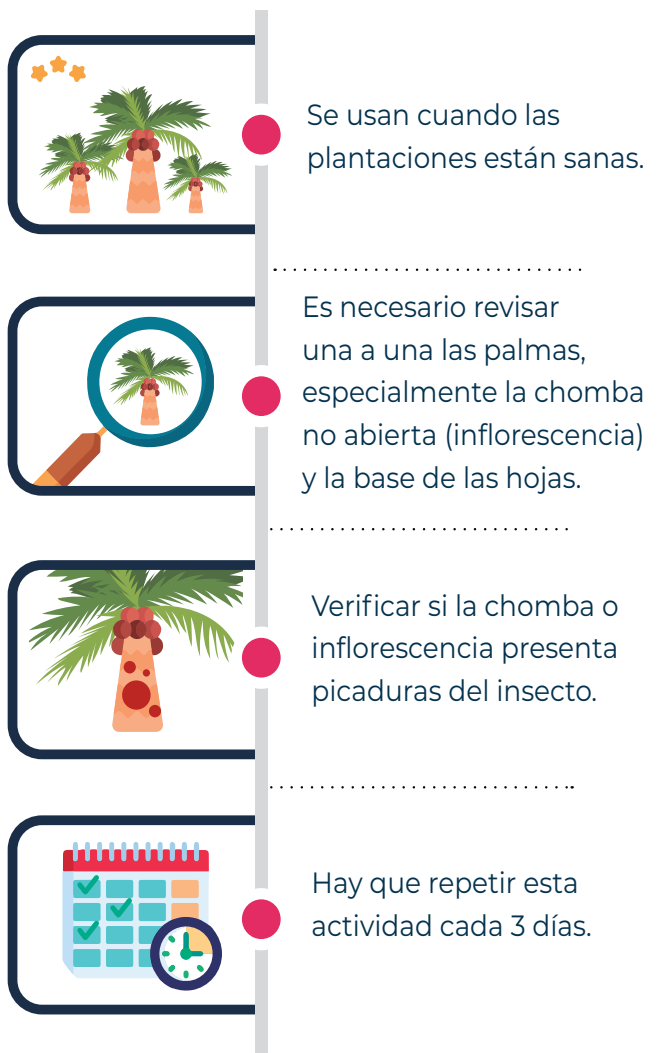 Se usan cuando las
plantaciones están sanas.
Es necesario revisar
una a una las palmas,
especialmente la chomba
no abierta (inflorescencia)
y la base de las hojas.
Verificar si la chomba o
inflorescencia presenta
picaduras del insecto.
Hay que repetir esta
actividad cada 3 días.